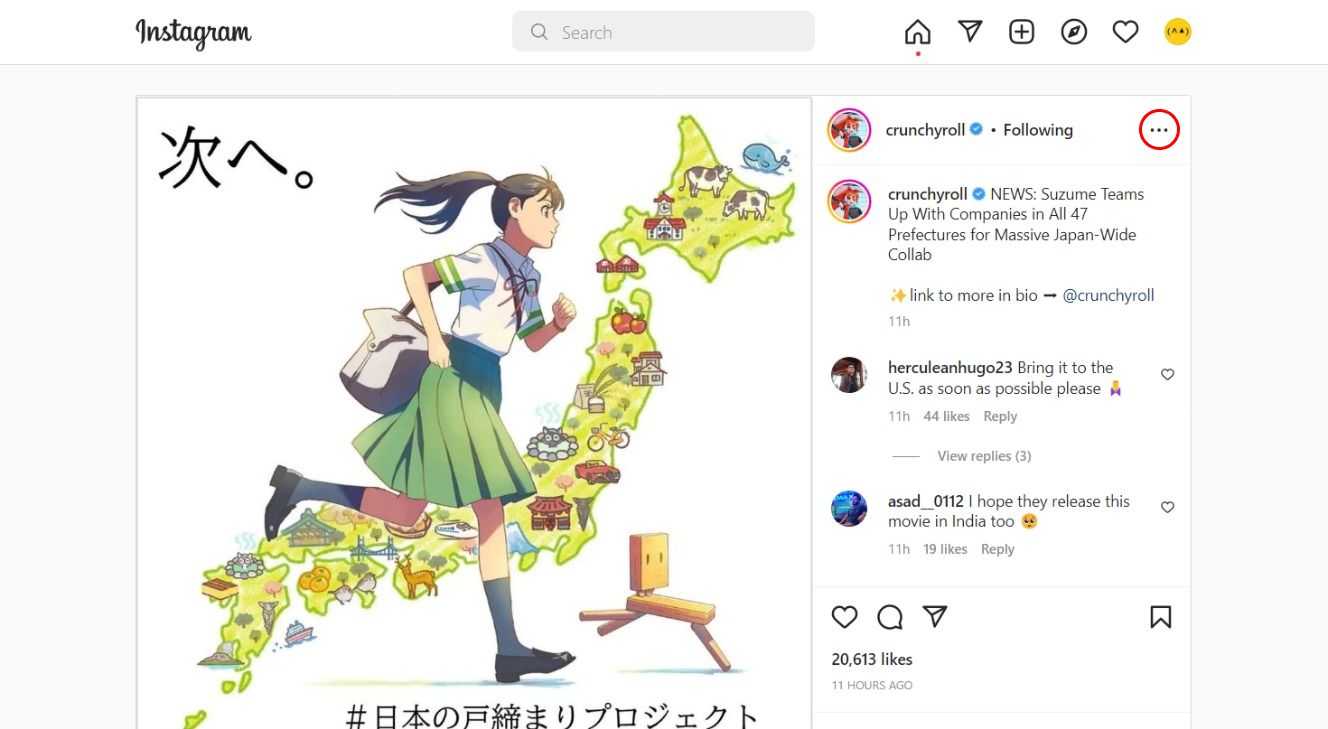 Instagram
Search
次へ。
#日本の戸締まりプロジェクト
crunchyroll • Following
crunchyroll NEWS: Suzume Teams
Up With Companies in All 47
Prefectures for Massive Japan-Wide
Collab
✨link to more in bio ➡ @crunchyroll
11h
herculeanhugo23 Bring it to the
U.S. as soon as possible please 🧎
11h 44 likes Reply
View replies (3)
asad__0112 I hope they release this
movie in India too 🥺
11h 19 likes Reply
20,613 likes
11 HOURS AGO